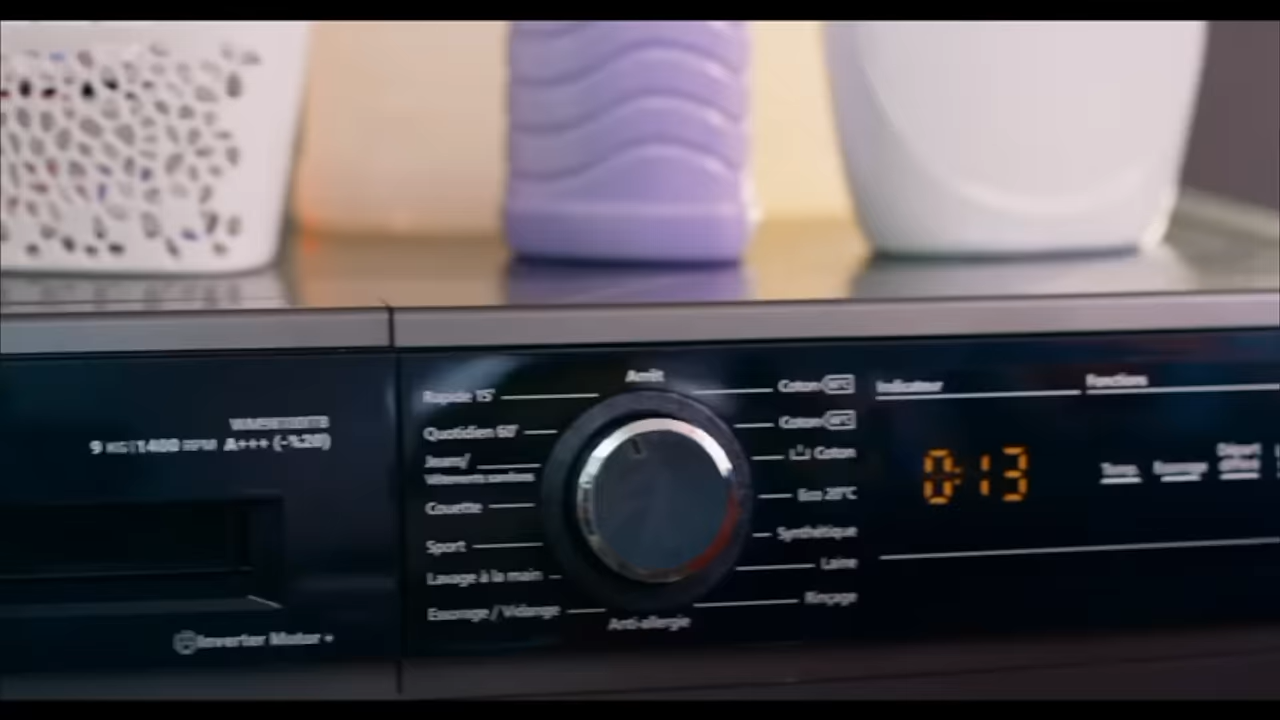 9 KG 1400 RPM A+++ (-%20)
Inverter Motor +
Arrêt
Rapide 15'
Quotidien 60'
Jeans/
Couette
Sport
Lavage à la main
Essorage / Vidange
Anti-allergie
Coton
Coton
Coton
Eco 20°C
Synthétique
Laine
Rinçage
Indicateur
0:13
Fonctions
Temp.
Essorage
Départ
différé